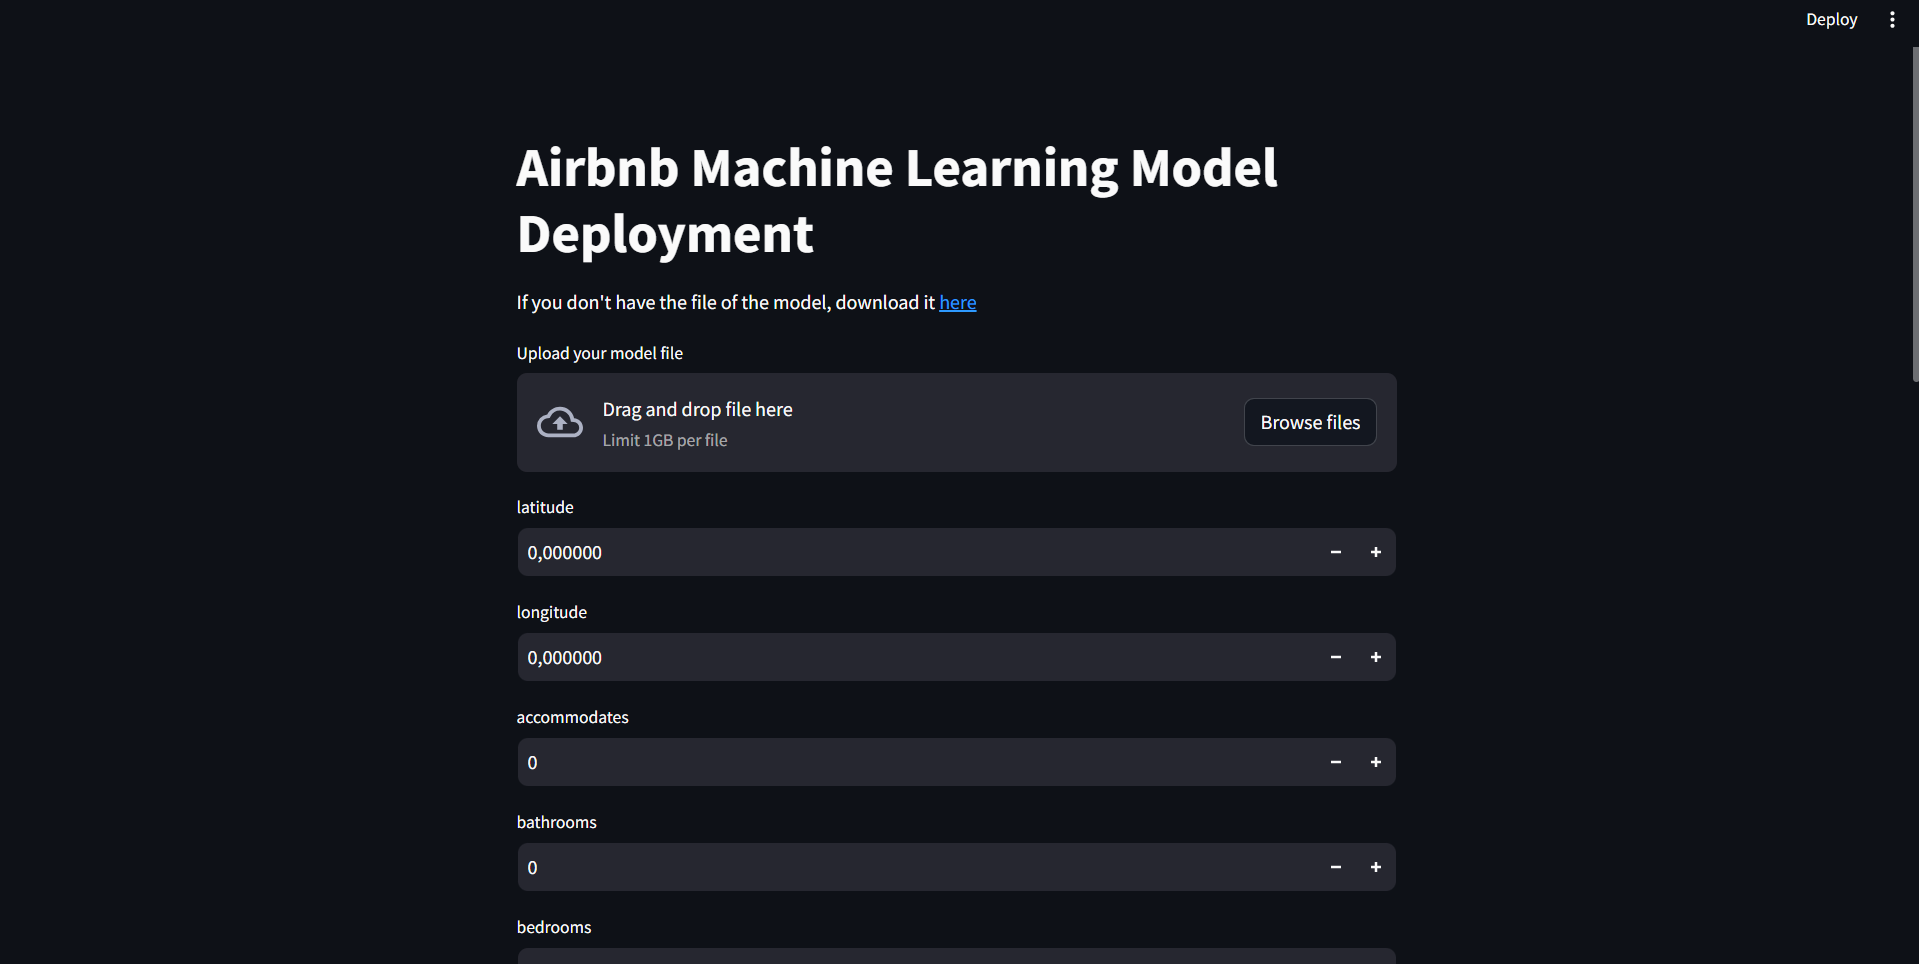 Deploy
Airbnb Machine Learning Model
Deployment
If you don't have the file of the model, download it here
Upload your model file
Drag and drop file here
Limit 1GB per file
Browse files
latitude
0,000000
longitude
0,000000
accommodates
0
bathrooms
0
bedrooms